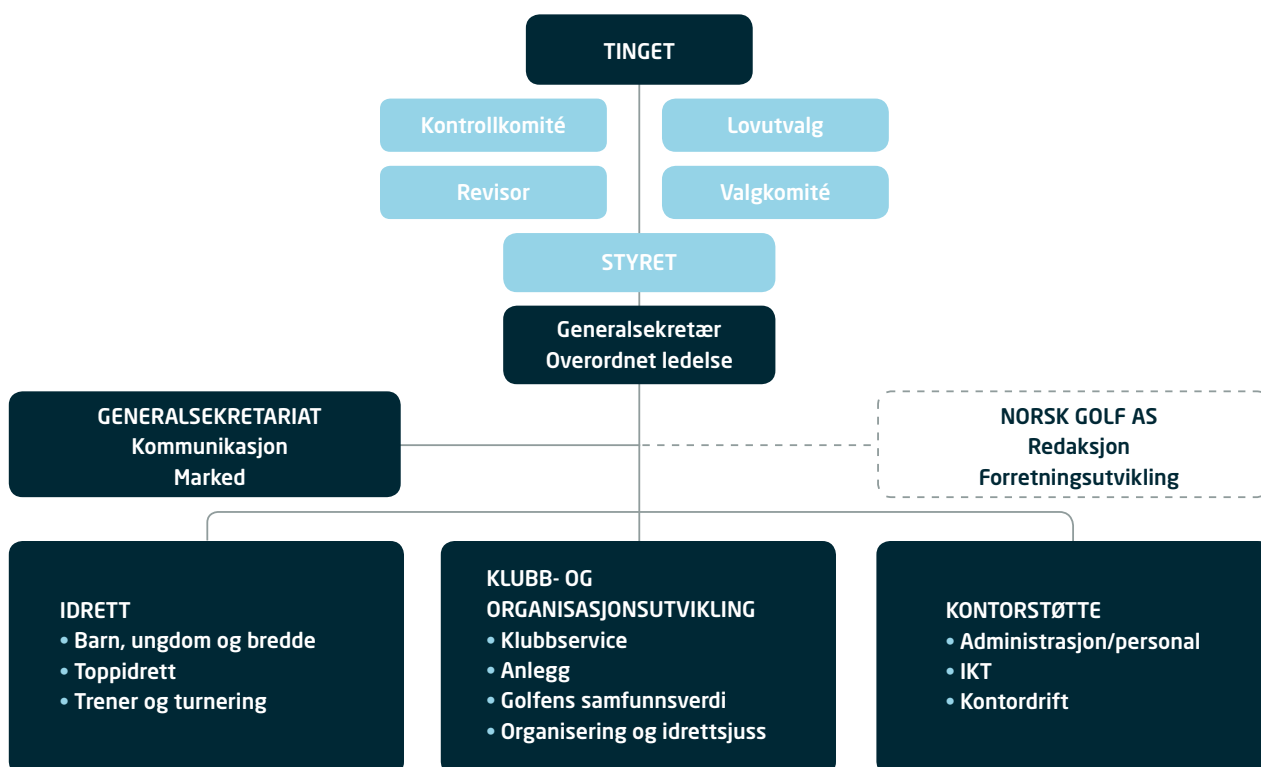 TINGET
Kontrollkomité
Lovutvalg
Revisor
Valgkomité
STYRET
Generalsekretær
Overordnet ledelse
GENERALSEKRETARIAT
Kommunikasjon
Marked
NORSK GOLF AS
Redaksjon
Forretningsutvikling
IDRETT
• Barn, ungdom og bredde
• Toppidrett
• Trener og turnering
KLUBB- OG
ORGANISASJONSUTVIKLING
• Klubbservice
• Anlegg
• Golfens samfunnsverdi
• Organisering og idrettsjuss
KONTORSTØTTE
• Administrasjon/personal
• IKT
• Kontordrift